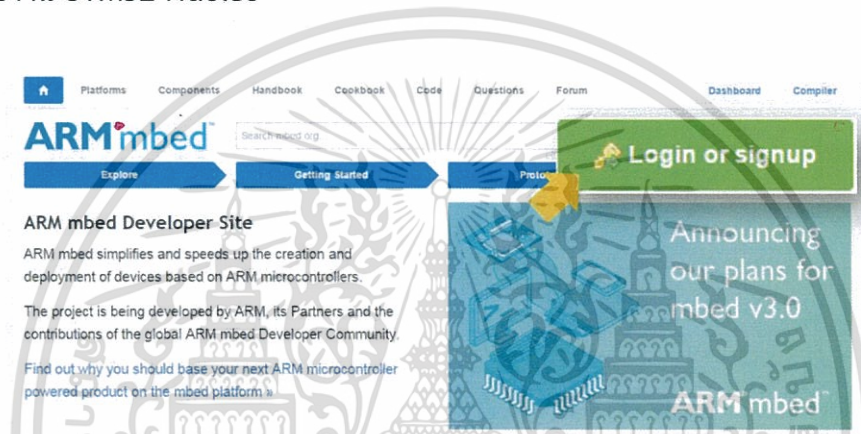 Platforms Components Handbook Cookbook Code Questions Forum Dashboard Compiler
ARM mbed Search mbed.org Login or signup
Explore Getting Started
ARM mbed Developer Site
ARM mbed simplifies and speeds up the creation and
deployment of devices based on ARM microcontrollers.
The project is being developed by ARM, its Partners and the
contributions of the global ARM mbed Developer Community.
Find out why you should base your next ARM microcontroller
powered product on the mbed platform »
Announcing
our plans for
mbed v3.0
ARM mbed